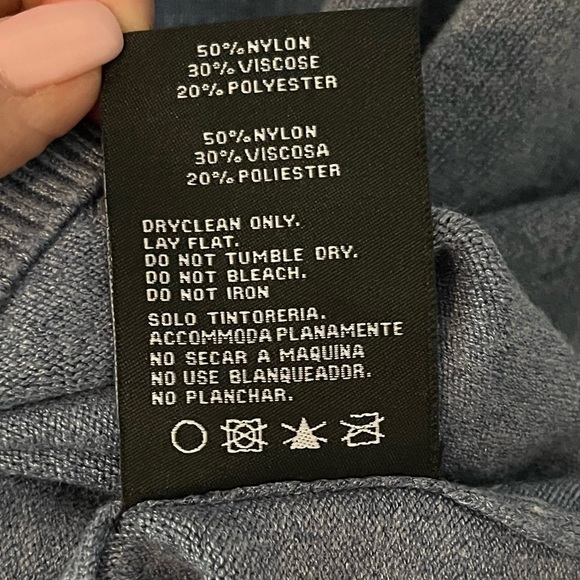 50% NYLON
30% VISCOSE
20% POLYESTER
50% NYLON
30% VISCOSA
20% POLIESTER
DRYCLEAN ONLY.
LAY FLAT.
DO NOT TUMBLE DRY.
DO NOT BLEACH.
DO NOT IRON
SOLO TINTORERIA.
ACCOMMODA PLANAMENTE
NO SECAR A MAQUINA
NO USE BLANQUEADOR.
NO PLANCHAR.